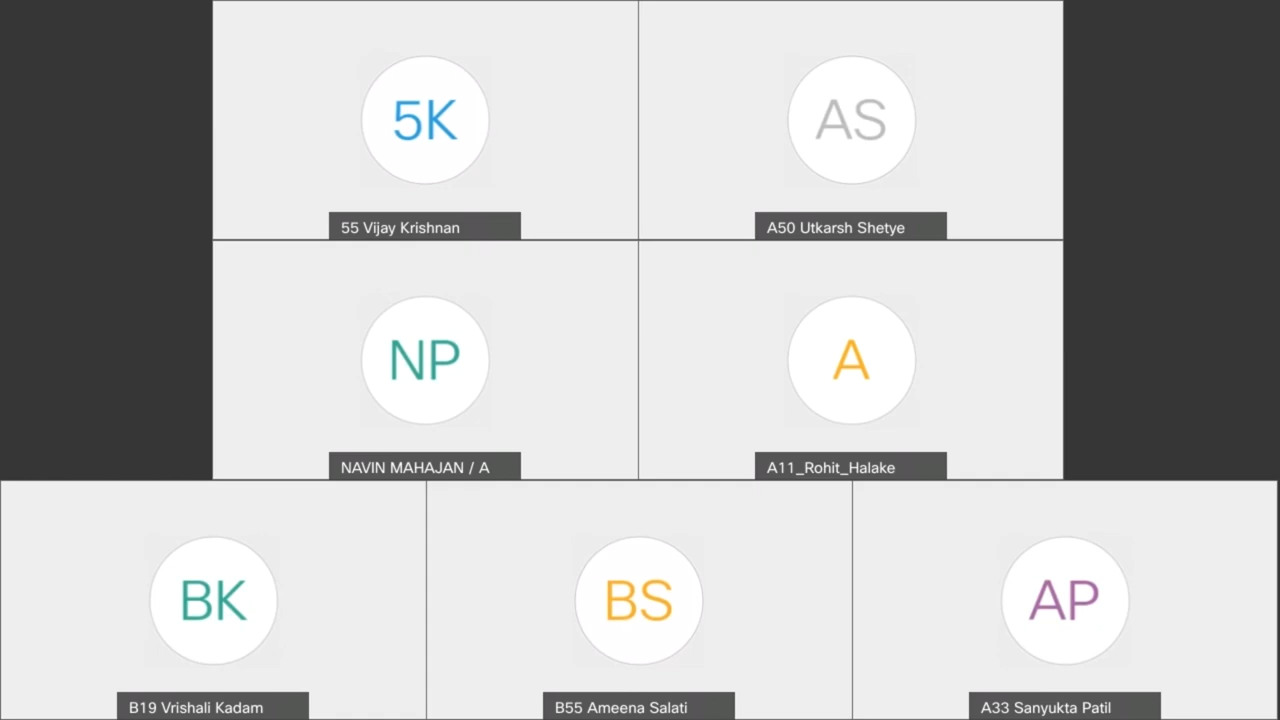 5K
AS
55 Vijay Krishnan
A50 Utkarsh Shetye
NP
A
NAVIN MAHAJAN / A
A11_Rohit_Halake
BK
BS
AP
B19 Vrishali Kadam
B55 Ameena Salati
A33 Sanyukta Patil